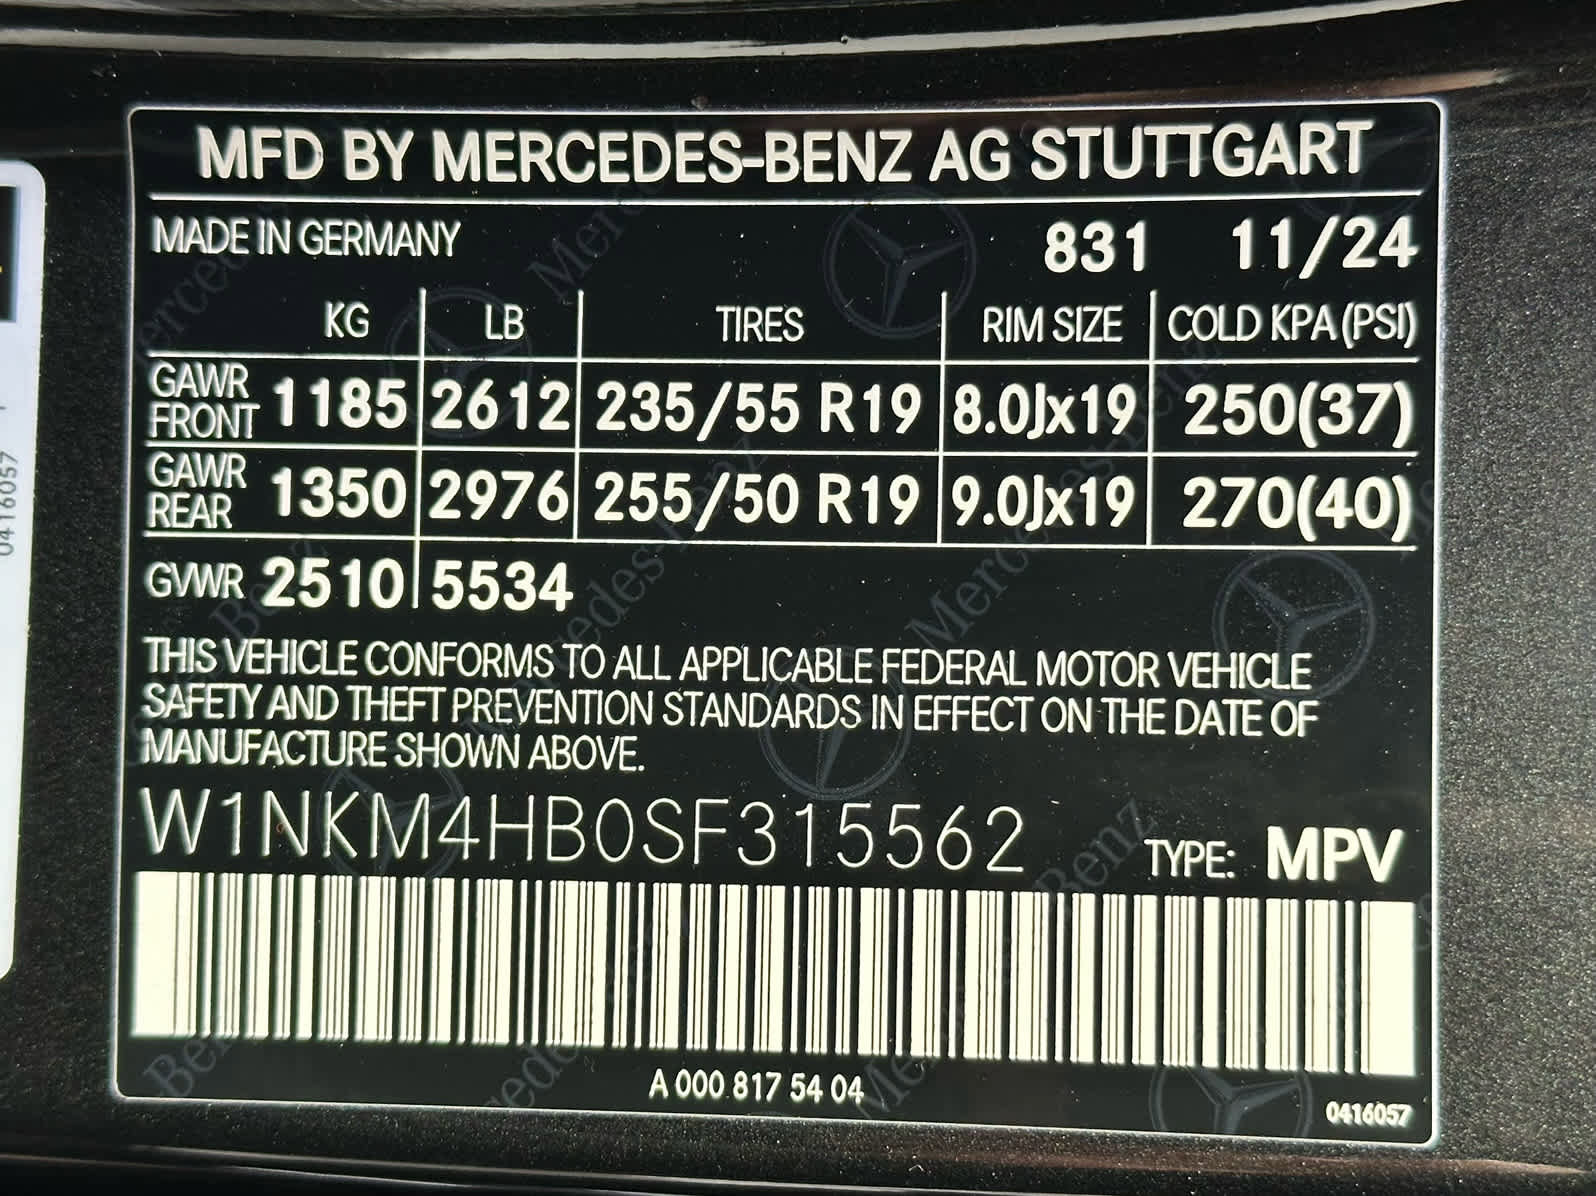 MFD BY MERCEDES-BENZ AG STUTTGART
MADE IN GERMANY 831 11/24
KG LB TIRES RIM SIZE COLD KPA (PSI)
GAWR FRONT 1185 2612 235/55 R19 8.0Jx19 250(37)
GAWR REAR 1350 2976 255/50 R19 9.0Jx19 270(40)
GVWR 2510 5534
THIS VEHICLE CONFORMS TO ALL APPLICABLE FEDERAL MOTOR VEHICLE
SAFETY AND THEFT PREVENTION STANDARDS IN EFFECT ON THE DATE OF
MANUFACTURE SHOWN ABOVE.
W1NKM4HB0SF315562 TYPE: MPV
A 000 817 54 04
0416057
0416057